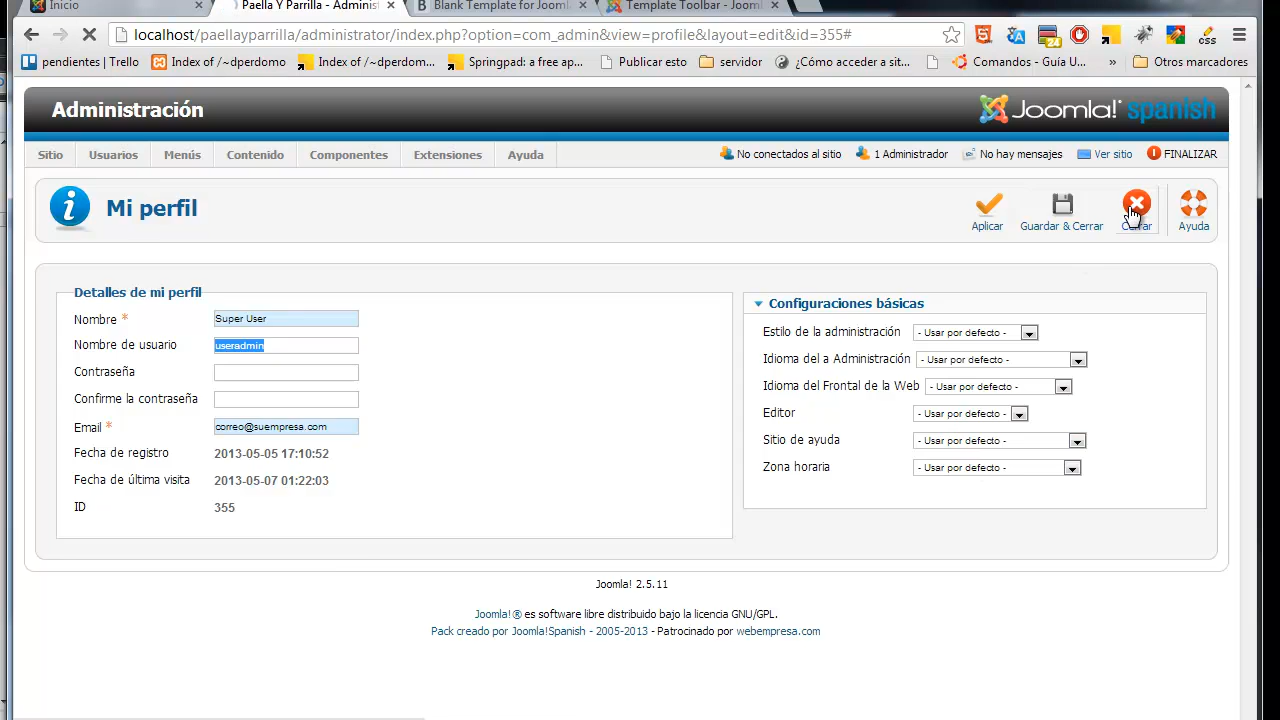 Inicio
Paella Y Parrilla - Administ
Blank Template for Jooml
Template Toolbar - Jooml
localhost/paellayparrilla/administrator/index.php?option=com_admin&view=profile&layout=edit&id=355#
pendientes | Trello
Index of /~dperdomo
Index of /~dperdom...
Springpad: a free ap...
Publicar esto
servidor
¿Cómo acceder a sit...
Comandos - Guía U...
»
Otros marcadores
Administración
Joomla! spanish
Sitio
Usuarios
Menús
Contenido
Componentes
Extensiones
Ayuda
No conectados al sitio
1 Administrador
No hay mensajes
Ver sitio
FINALIZAR
Mi perfil
Aplicar
Guardar & Cerrar
Cerrar
Ayuda
Detalles de mi perfil
Nombre * Super User
Nombre de usuario useradmin
Contraseña
Confirme la contraseña
Email * correo@suempresa.com
Fecha de registro 2013-05-05 17:10:52
Fecha de última visita 2013-05-07 01:22:03
ID 355
Configuraciones básicas
Estilo de la administración - Usar por defecto -
Idioma del a Administración - Usar por defecto -
Idioma del Frontal de la Web - Usar por defecto -
Editor - Usar por defecto -
Sitio de ayuda - Usar por defecto -
Zona horaria - Usar por defecto -
Joomla! 2.5.11
Joomla!® es software libre distribuido bajo la licencia GNU/GPL.
Pack creado por Joomla!Spanish - 2005-2013 - Patrocinado por webempresa.com